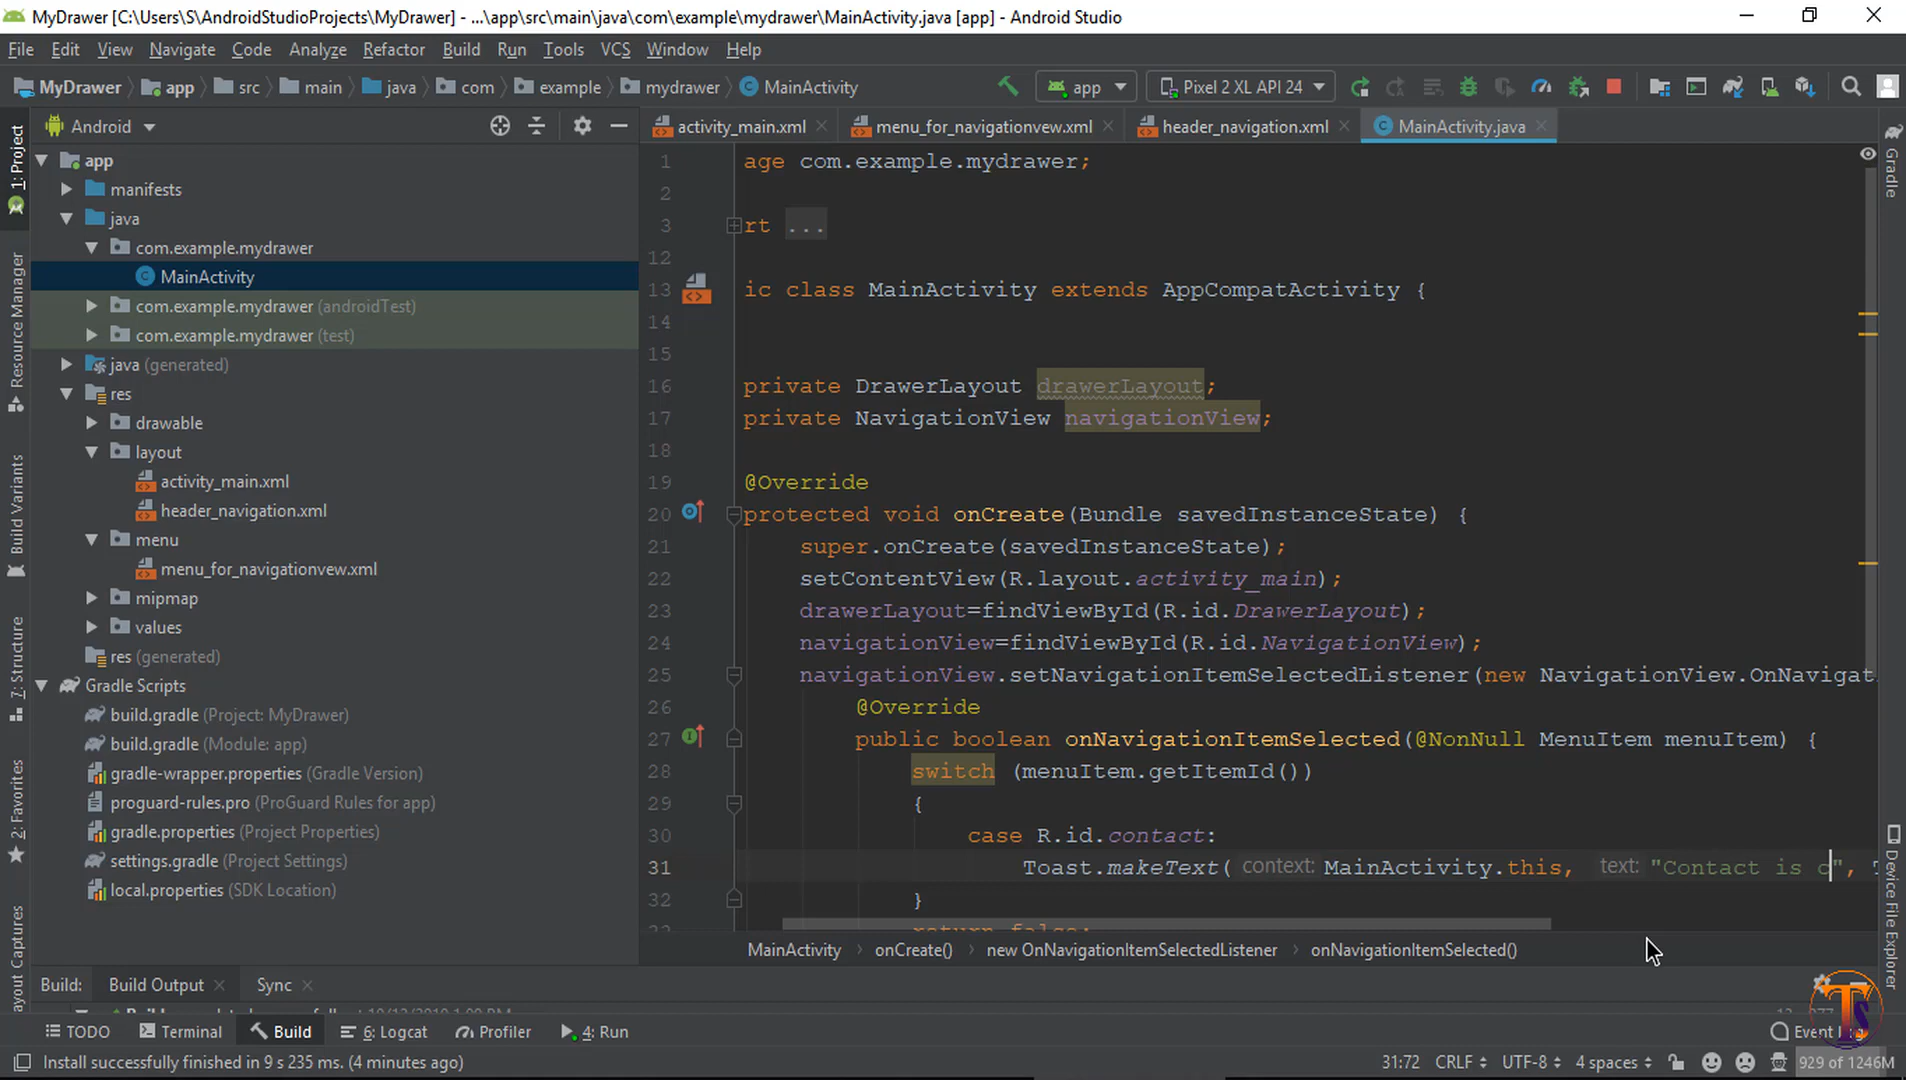 MyDrawer [C:\Users\S\AndroidStudioProjects\MyDrawer] - ...\app\src\main\java\com\example\mydrawer\MainActivity.java [app] - Android Studio
File Edit View Navigate Code Analyze Refactor Build Run Tools VCS Window Help
MyDrawer app src main java com example mydrawer MainActivity app Pixel 2 XL API 24
Android activity_main.xml menu_for_navigationvew.xml header_navigation.xml MainActivity.java
1: Project
Resource Manager
Build Variants
7: Structure
2: Favorites
ayout Captures
app
manifests
java
com.example.mydrawer
MainActivity
com.example.mydrawer (androidTest)
com.example.mydrawer (test)
java (generated)
res
drawable
layout
activity_main.xml
header_navigation.xml
menu
menu_for_navigationvew.xml
mipmap
values
res (generated)
Gradle Scripts
build.gradle (Project: MyDrawer)
build.gradle (Module: app)
gradle-wrapper.properties (Gradle Version)
proguard-rules.pro (ProGuard Rules for app)
gradle.properties (Project Properties)
settings.gradle (Project Settings)
local.properties (SDK Location)
1 age com.example.mydrawer;
2
3 rt ...
12
13 ic class MainActivity extends AppCompatActivity {
14
15
16 private DrawerLayout drawerLayout;
17 private NavigationView navigationView;
18
19 @Override
20 protected void onCreate(Bundle savedInstanceState) {
21 super.onCreate(savedInstanceState);
22 setContentView(R.layout.activity_main);
23 drawerLayout=findViewById(R.id.DrawerLayout);
24 navigationView=findViewById(R.id.NavigationView);
25 navigationView.setNavigationItemSelectedListener(new NavigationView.OnNavigat
26 @Override
27 public boolean onNavigationItemSelected(@NonNull MenuItem menuItem) {
28 switch (menuItem.getItemId())
29 {
30 case R.id.contact:
31 Toast.makeText( context: MainActivity.this, text: "Contact is c", 
32 }
return false;
MainActivity onCreate() new OnNavigationItemSelectedListener onNavigationItemSelected()
Gradle
Device File Explorer
Build: Build Output Sync
TODO Terminal Build 6: Logcat Profiler 4: Run Event
Install successfully finished in 9 s 235 ms. (4 minutes ago) 31:72 CRLF UTF-8 4 spaces 929 of 1246M
TS